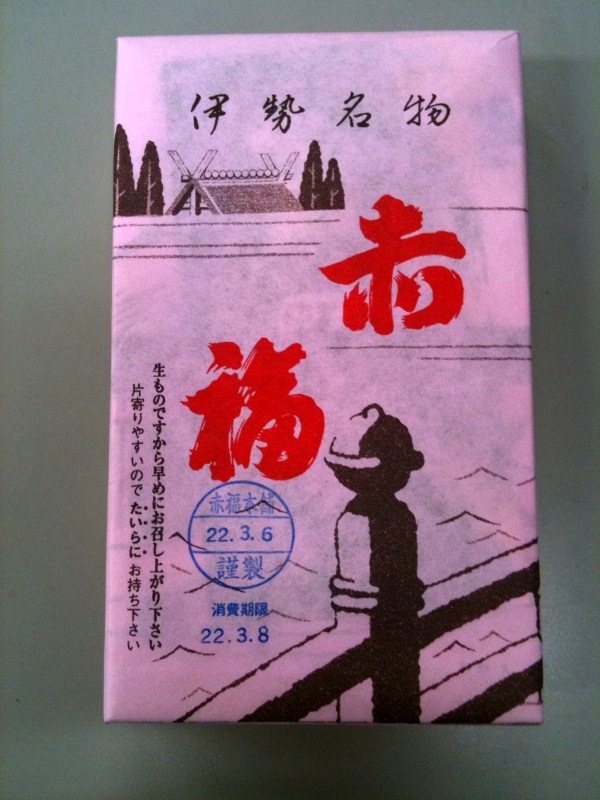 伊勢名物
赤福
生ものですから早めにお召し上がり下さい
片寄りやすいので たいらに お持ち下さい
赤福本舗
22.3.6
謹製
消費期限
22.3.8